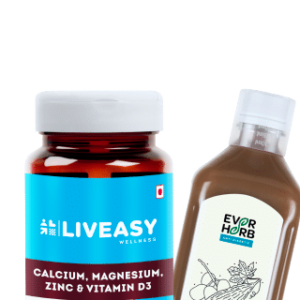 LIVEASY
WELLNESS
CALCIUM, MAGNESIUM,
ZINC & VITAMIN D3
EVER
HERB